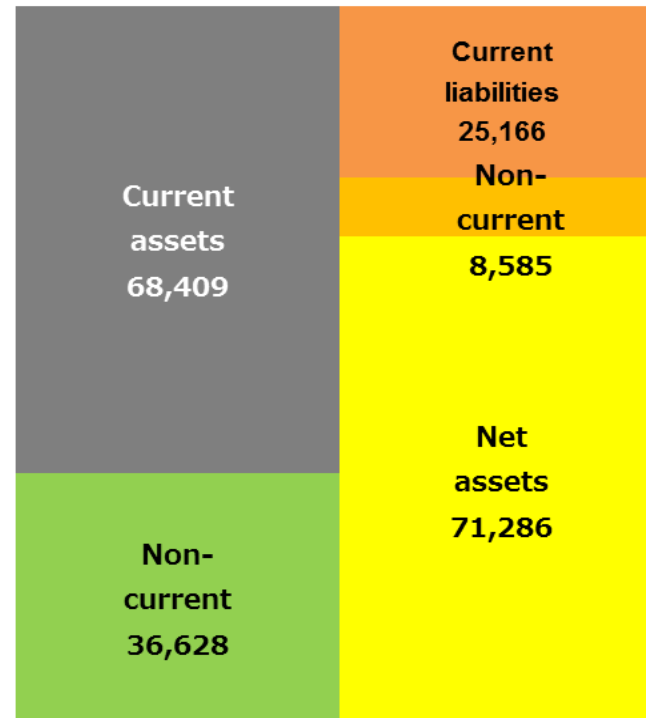 Current
assets
68,409
Non-
current
36,628
Current
liabilities
25,166
Non-
current
8,585
Net
assets
71,286